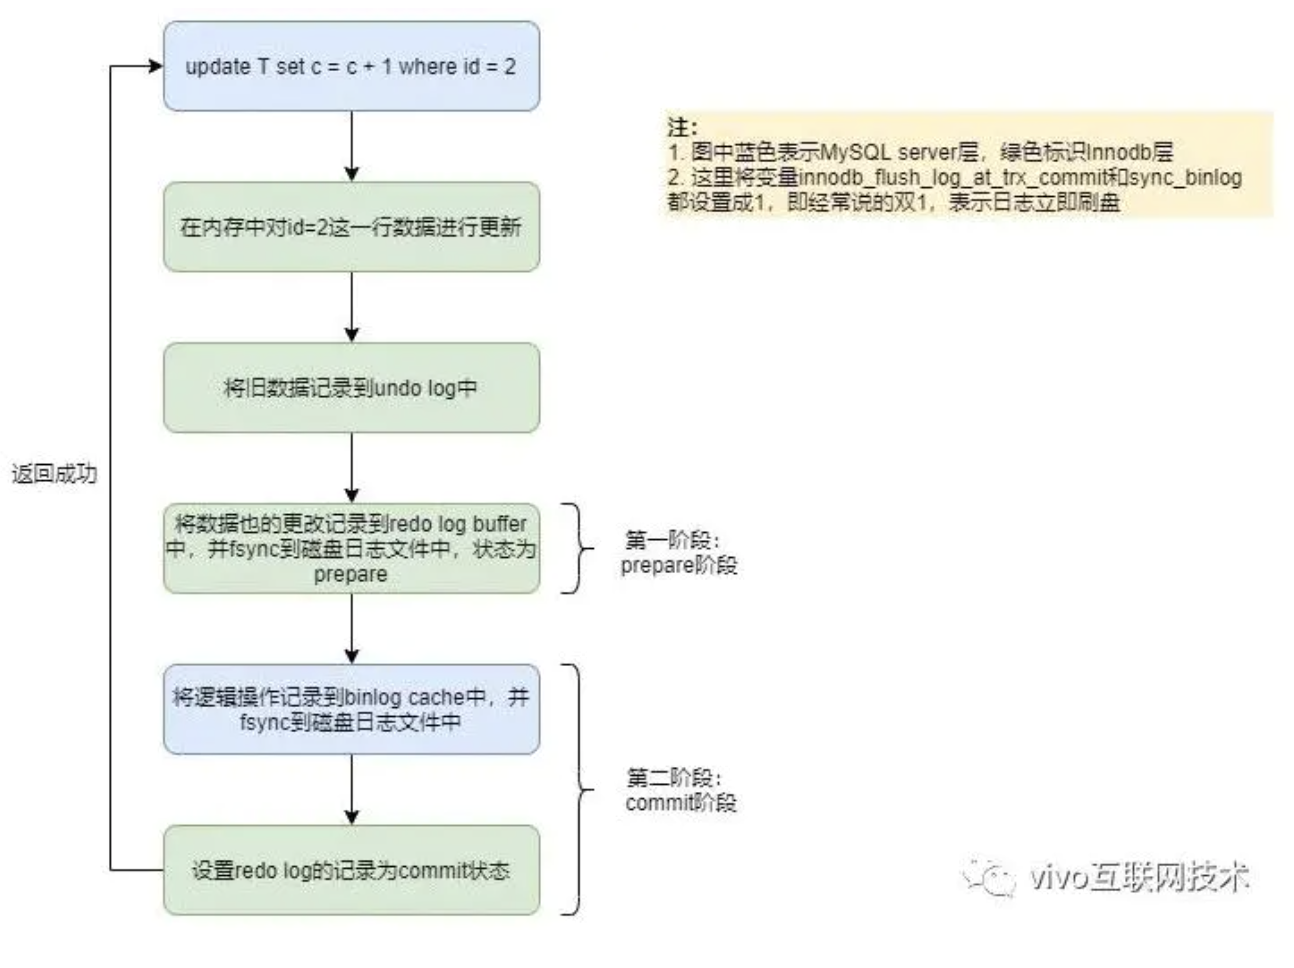 update T set c = c + 1 where id = 2
注：
1. 图中蓝色表示MySQL server层，绿色标识Innodb层
2. 这里将变量innodb_flush_log_at_trx_commit和sync_binlog
都设置成1，即经常说的双1，表示日志立即刷盘
在内存中对id=2这一行数据进行更新
将旧数据记录到undo log中
返回成功
将数据也的更改记录到redo log buffer
中，并fsync到磁盘日志文件中，状态为
prepare
第一阶段：
prepare阶段
将逻辑操作记录到binlog cache中，并
fsync到磁盘日志文件中
第二阶段：
commit阶段
设置redo log的记录为commit状态
vivo互联网技术